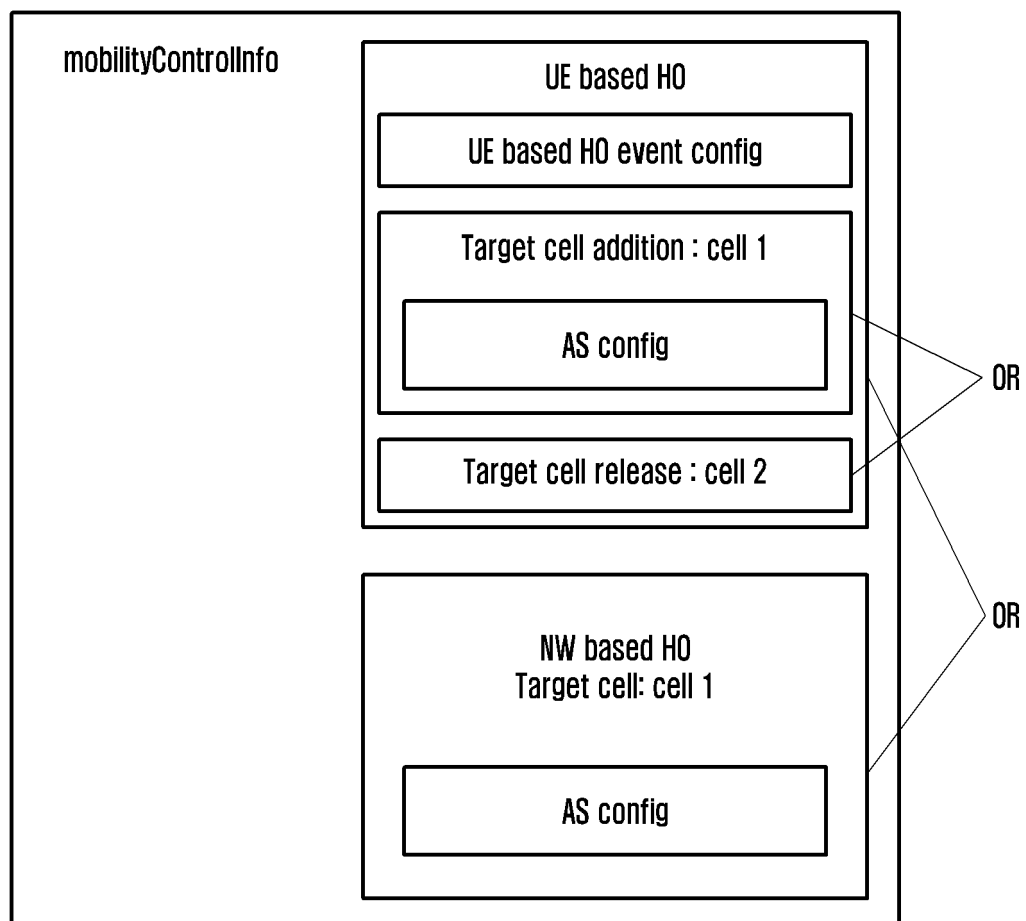 mobilityControlInfo
UE based HO
UE based HO event config
Target cell addition : cell 1
AS config
OR
Target cell release : cell 2
OR
NW based HO
Target cell: cell 1
AS config